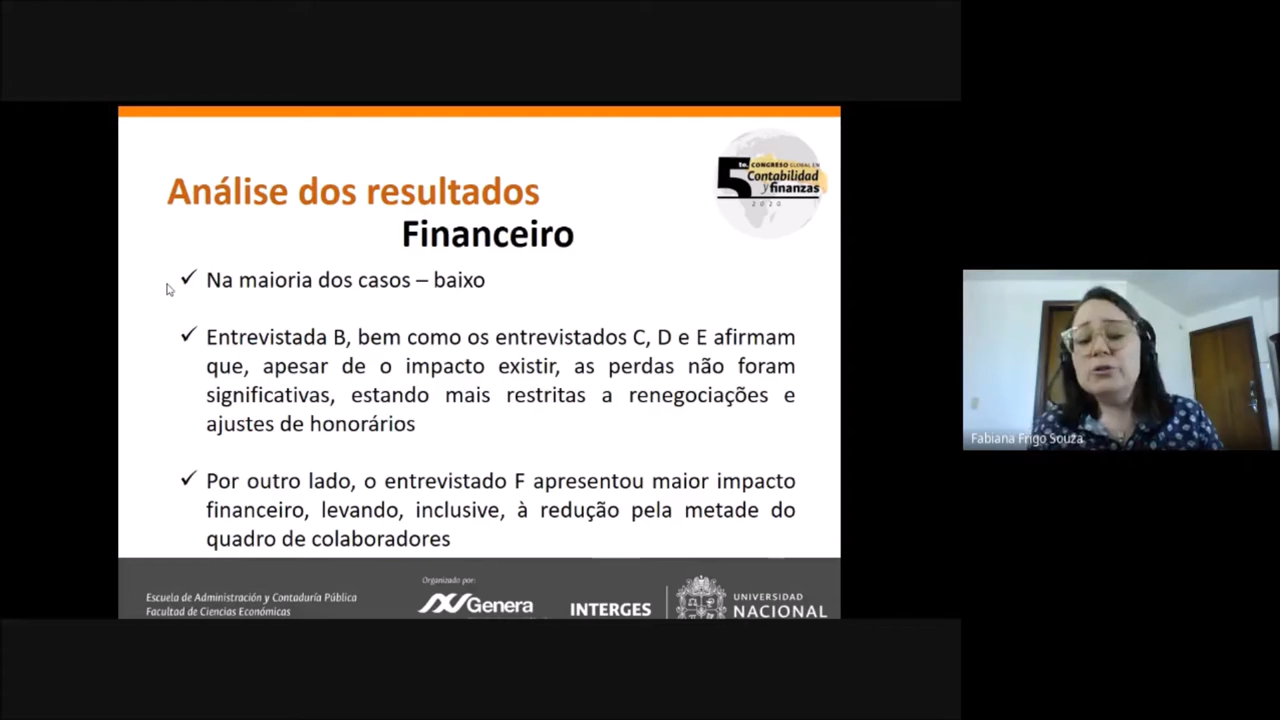 5to. CONGRESO GLOBAL EN
Contabilidad
y finanzas
2020
Análise dos resultados
Financeiro
✓ Na maioria dos casos – baixo
✓ Entrevistada B, bem como os entrevistados C, D e E afirmam
que, apesar de o impacto existir, as perdas não foram
significativas, estando mais restritas a renegociações e
ajustes de honorários
✓ Por outro lado, o entrevistado F apresentou maior impacto
financeiro, levando, inclusive, à redução pela metade do
quadro de colaboradores
Escuela de Administración y Contaduría Pública
Facultad de Ciencias Económicas
Organizado por:
Genera
INTERGES
UNIVERSIDAD
NACIONAL
Fabiana Frigo Souza